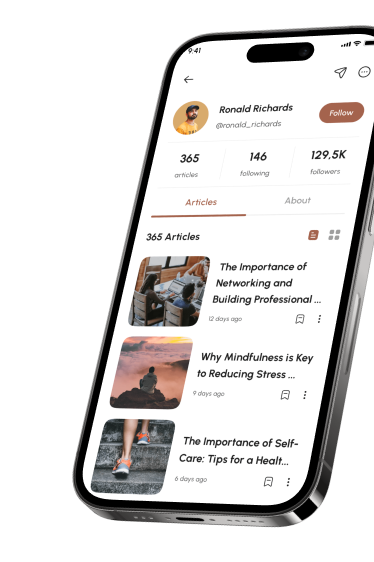 9:41
Ronald Richards
@ronald_richards
Follow
365
articles
146
following
129,5K
followers
Articles
About
365 Articles
The Importance of
Networking and
Building Professional ...
12 days ago
Why Mindfulness is Key
to Reducing Stress ...
9 days ago
The Importance of Self-
Care: Tips for a Healt...
6 days ago